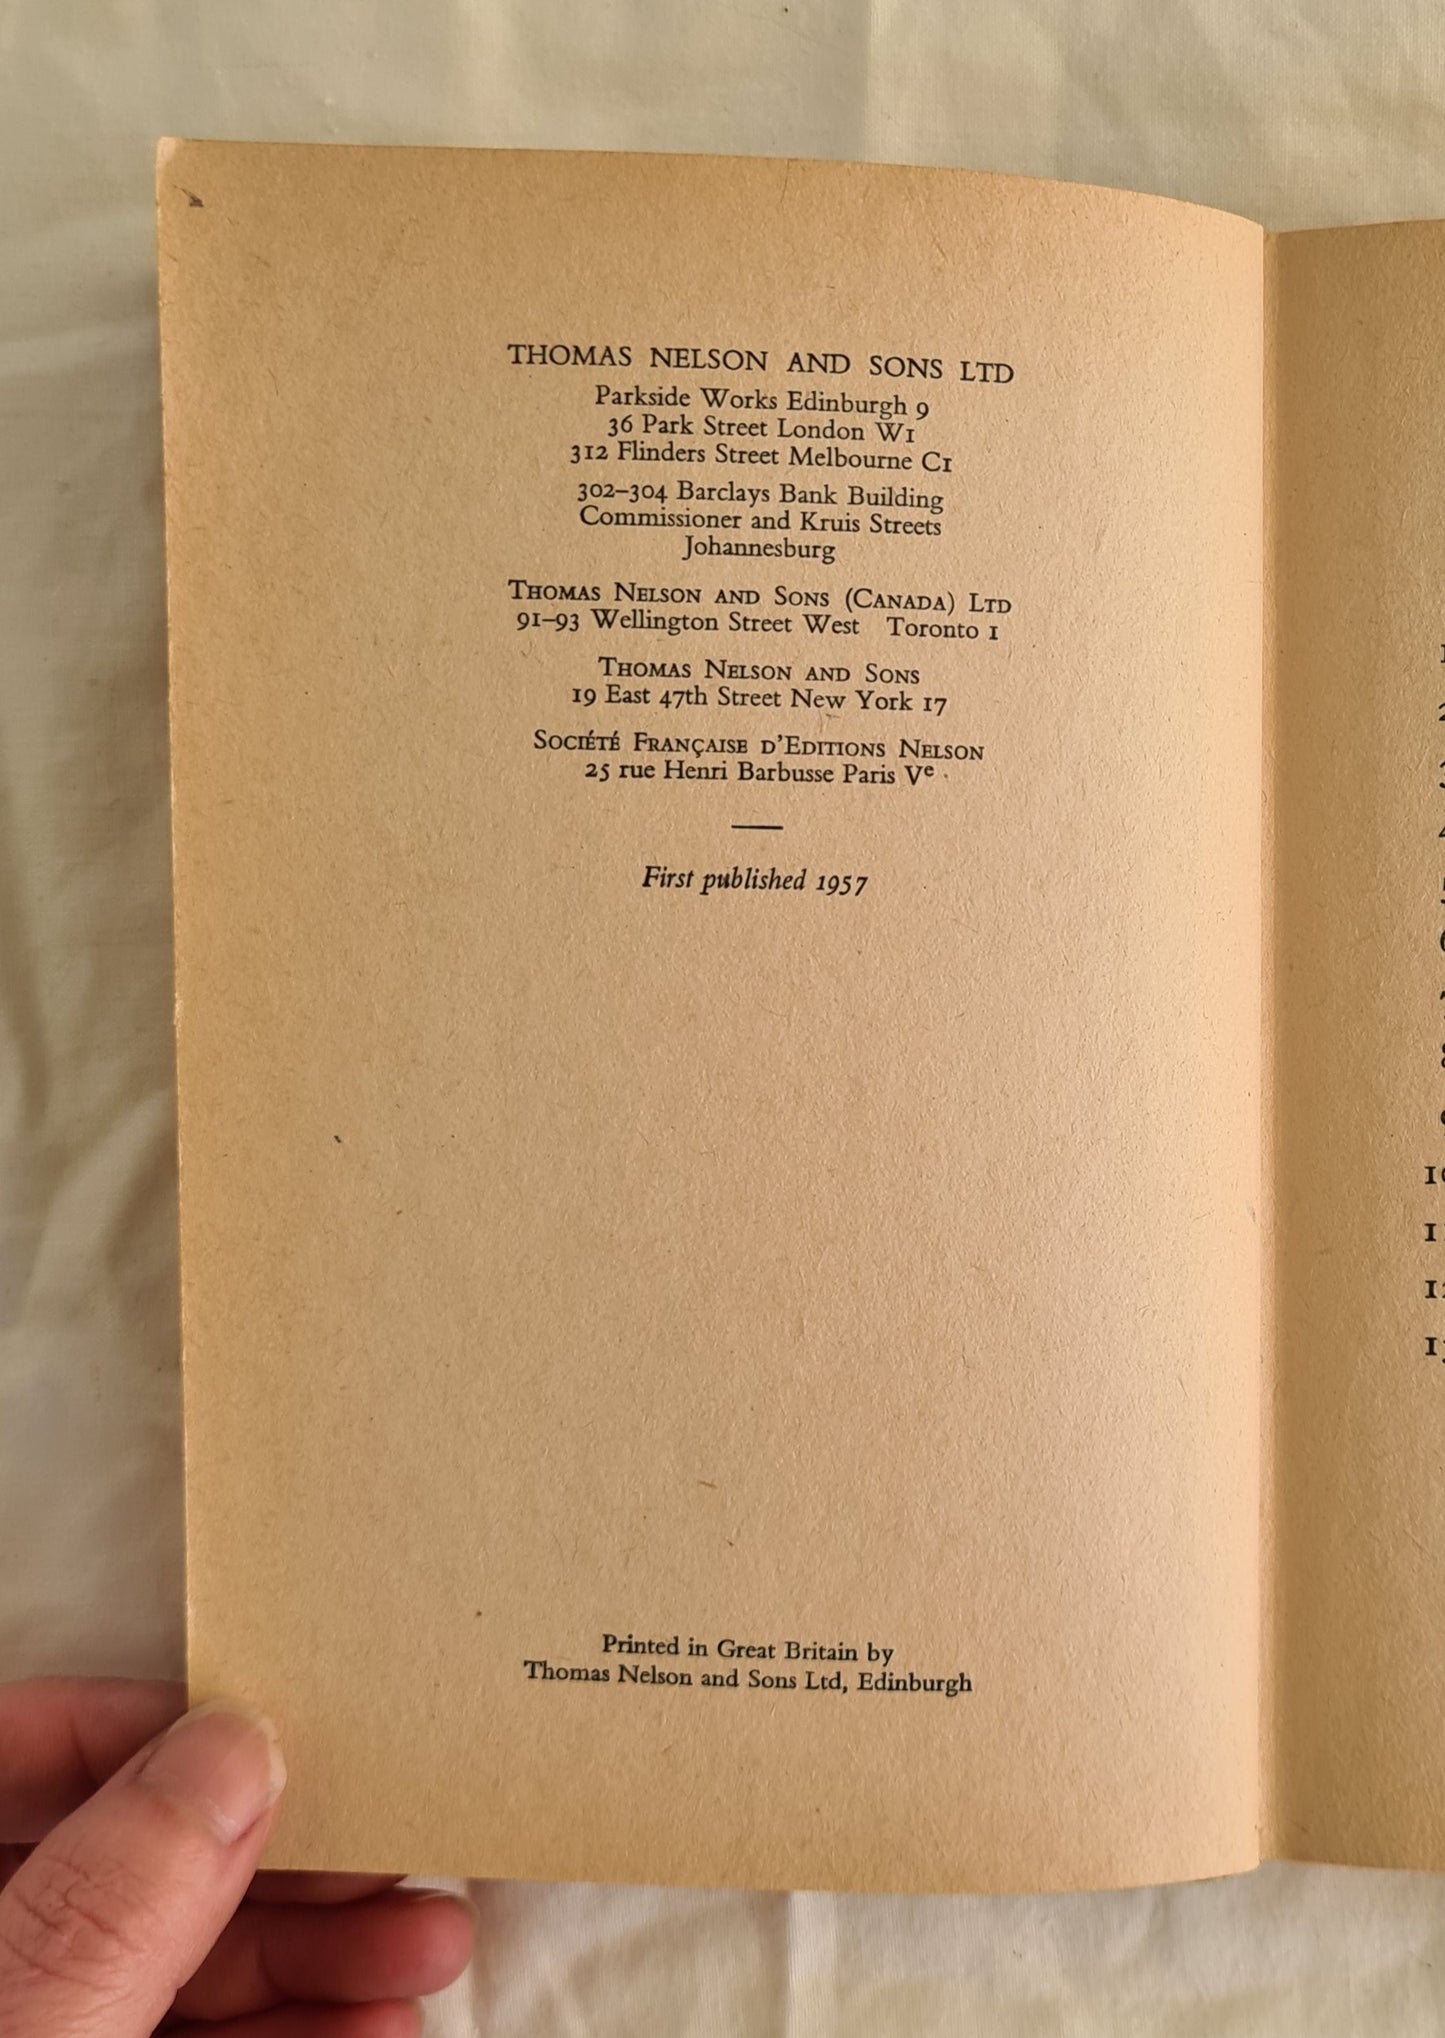 THOMAS NELSON AND SONS LTD
Parkside Works Edinburgh 9
36 Park Street London W1
312 Flinders Street Melbourne C1
302–304 Barclays Bank Building
Commissioner and Kruis Streets
Johannesburg
THOMAS NELSON AND SONS (CANADA) LTD
91–93 Wellington Street West Toronto 1
THOMAS NELSON AND SONS
19 East 47th Street New York 17
SOCIÉTÉ FRANÇAISE D'EDITIONS NELSON
25 rue Henri Barbusse Paris Vᵉ
First published 1957
Printed in Great Britain by
Thomas Nelson and Sons Ltd, Edinburgh